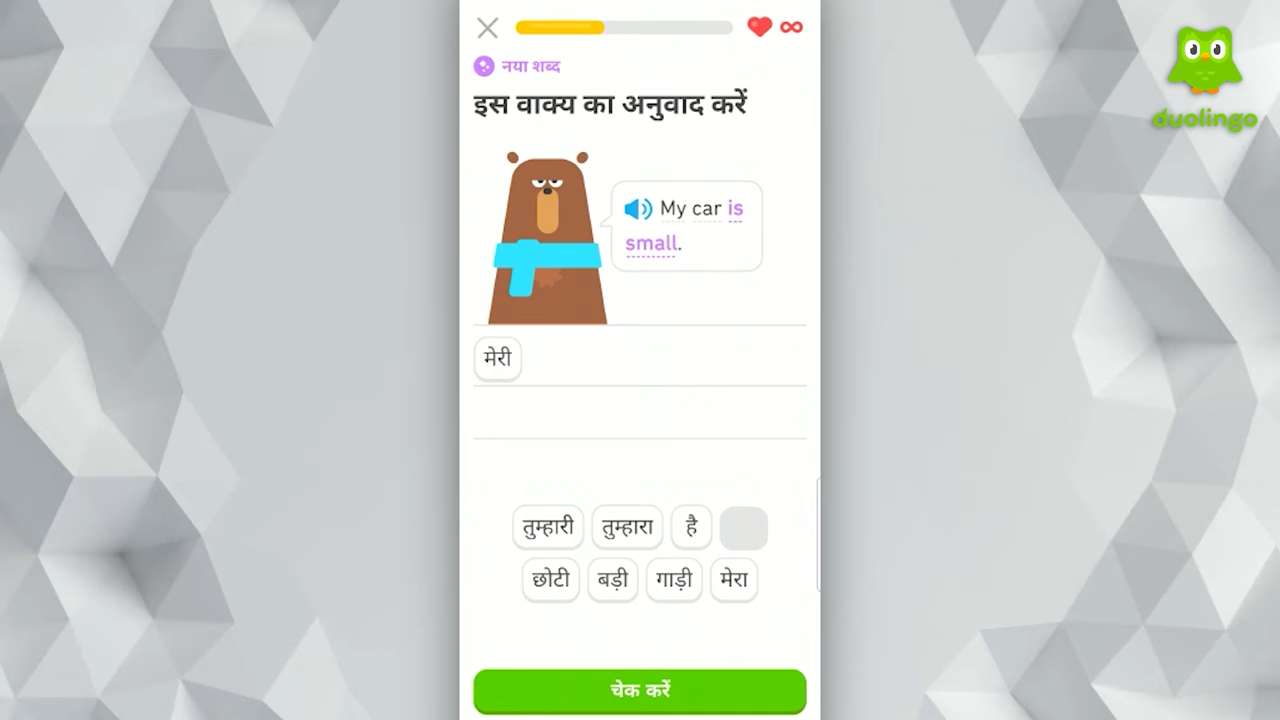 नया शब्द
इस वाक्य का अनुवाद करें
duolingo
My car is
small.
मेरी
तुम्हारी तुम्हारा है
छोटी बड़ी गाड़ी मेरा
चेक करें